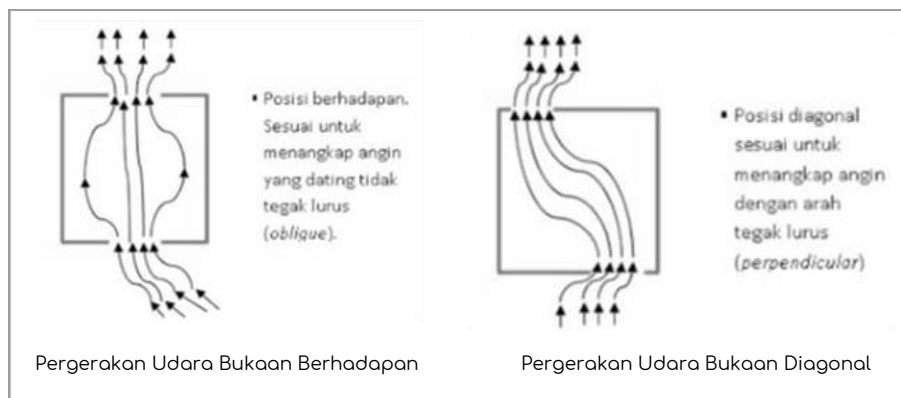 ▪ Posisi berhadapan.
Sesuai untuk
menangkap angin
yang dating tidak
tegak lurus
(oblique).
▪ Posisi diagonal
sesuai untuk
menangkap angin
dengan arah
tegak lurus
(perpendicular)
Pergerakan Udara Bukaan Berhadapan
Pergerakan Udara Bukaan Diagonal